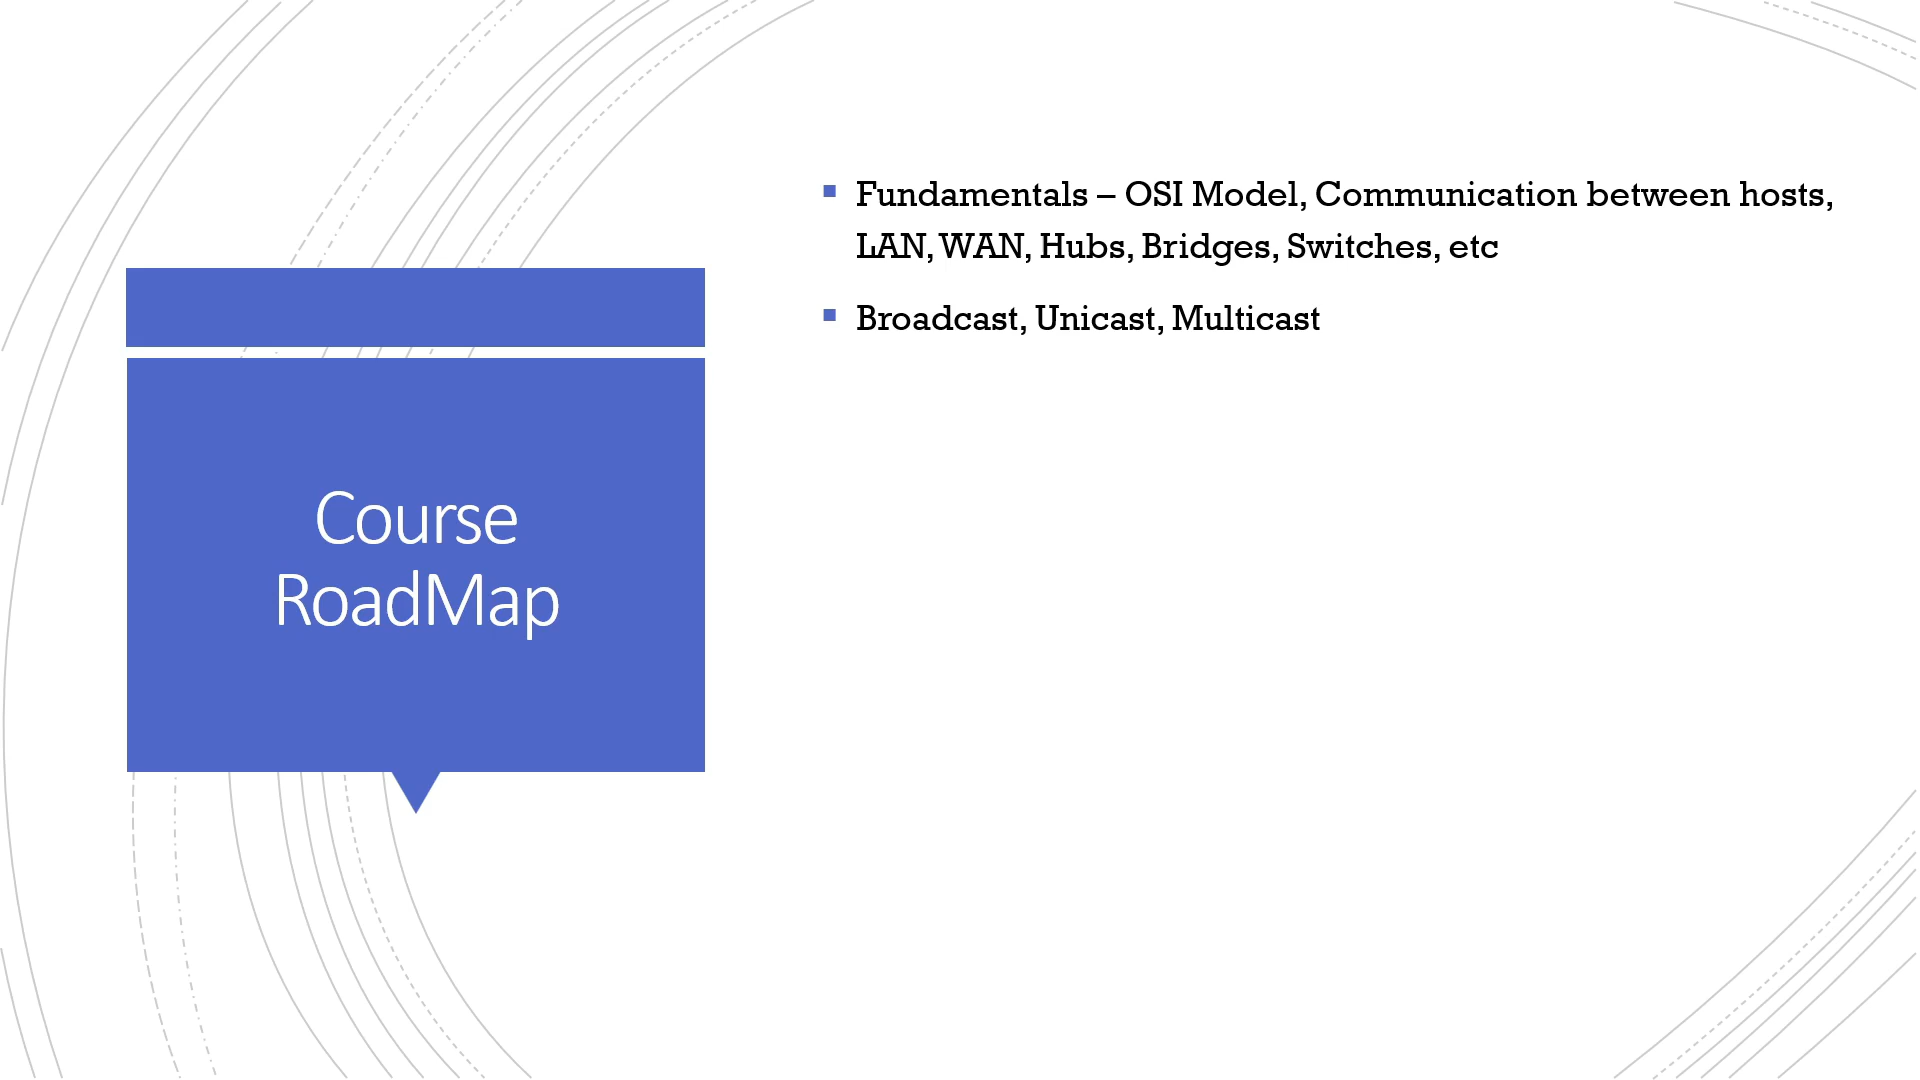 Course
RoadMap
Fundamentals – OSI Model, Communication between hosts,
LAN, WAN, Hubs, Bridges, Switches, etc
Broadcast, Unicast, Multicast